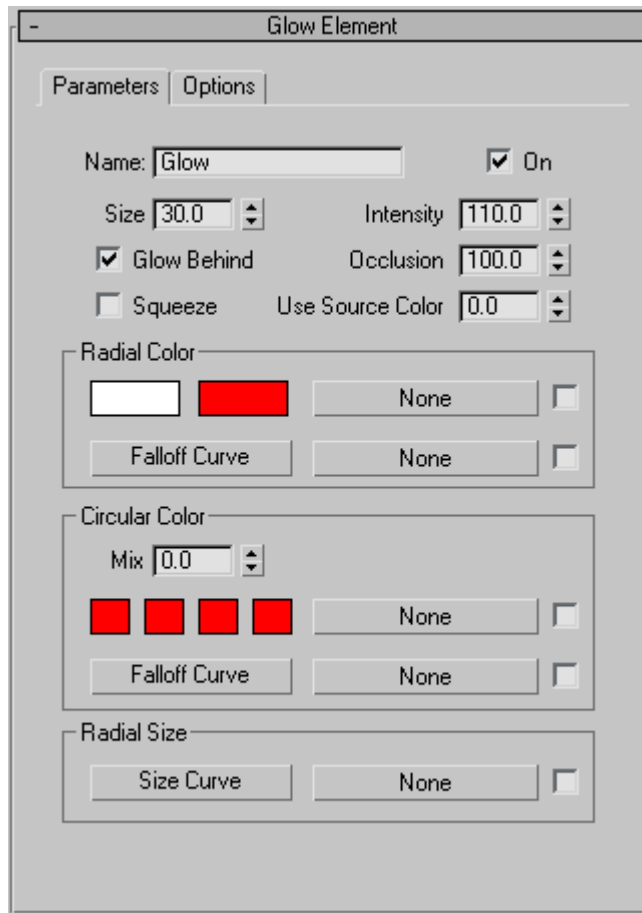 - Glow Element
Parameters Options
Name: Glow On
Size 30.0 Intensity 110.0
Glow Behind Occlusion 100.0
Squeeze Use Source Color 0.0
Radial Color
None
Falloff Curve None
Circular Color
Mix 0.0
None
Falloff Curve None
Radial Size
Size Curve None